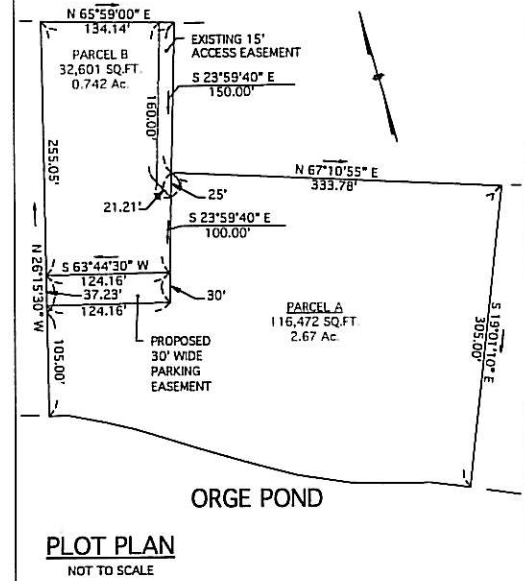 N 65°59'00" E
134.14'
PARCEL B
32,601 SQ.FT.
0.742 Ac.
EXISTING 15'
ACCESS EASEMENT
S 23°59'40" E
150.00'
160.00'
255.05'
N 67°10'55" E
333.78'
25'
21.21'
S 23°59'40" E
100.00'
S 63°44'30" W
124.16'
37.23'
124.16'
30'
N 26°15'30" W
105.00'
PARCEL A
116,472 SQ.FT.
2.67 Ac.
S 19°01'10" E
305.00'
PROPOSED
30' WIDE
PARKING
EASEMENT
ORGE POND
PLOT PLAN
NOT TO SCALE